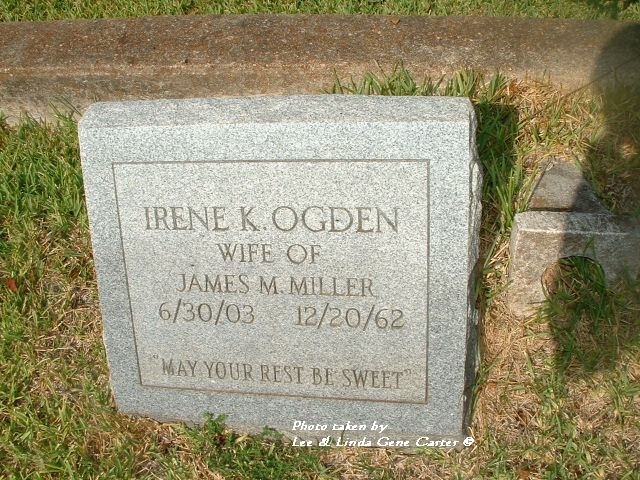 IRENE K. OGDEN
WIFE OF
JAMES M. MILLER
6/30/03 12/20/62
"MAY YOUR REST BE SWEET"
Photo taken by
Lee & Linda Gene Carter ©